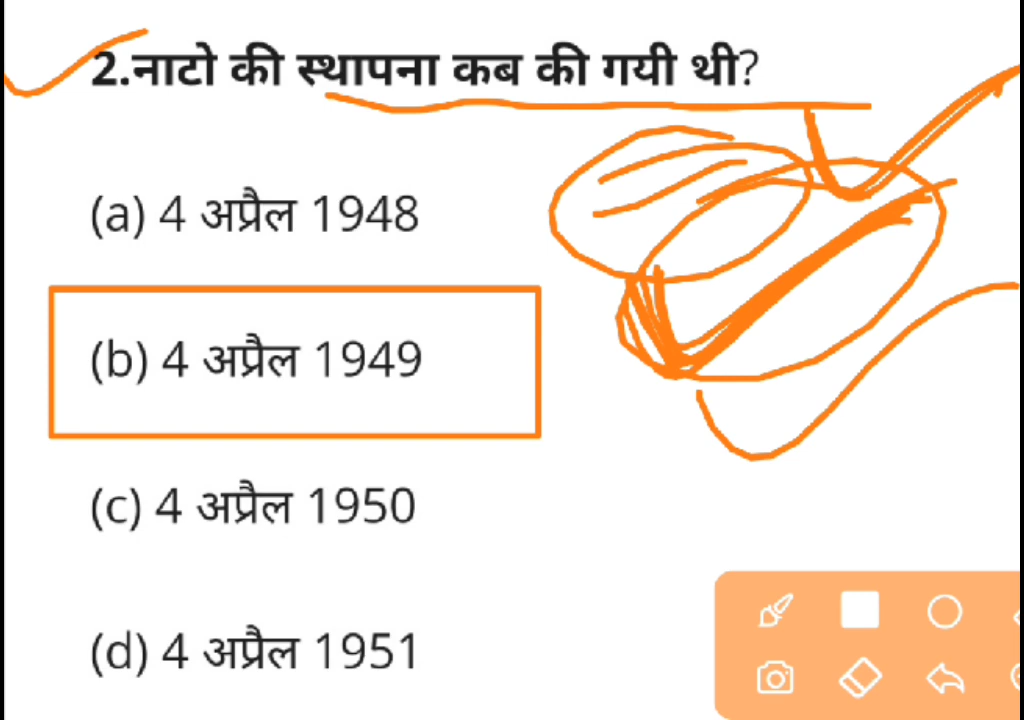 2.नाटो की स्थापना कब की गयी थी?
(a) 4 अप्रैल 1948
(b) 4 अप्रैल 1949
(c) 4 अप्रैल 1950
(d) 4 अप्रैल 1951